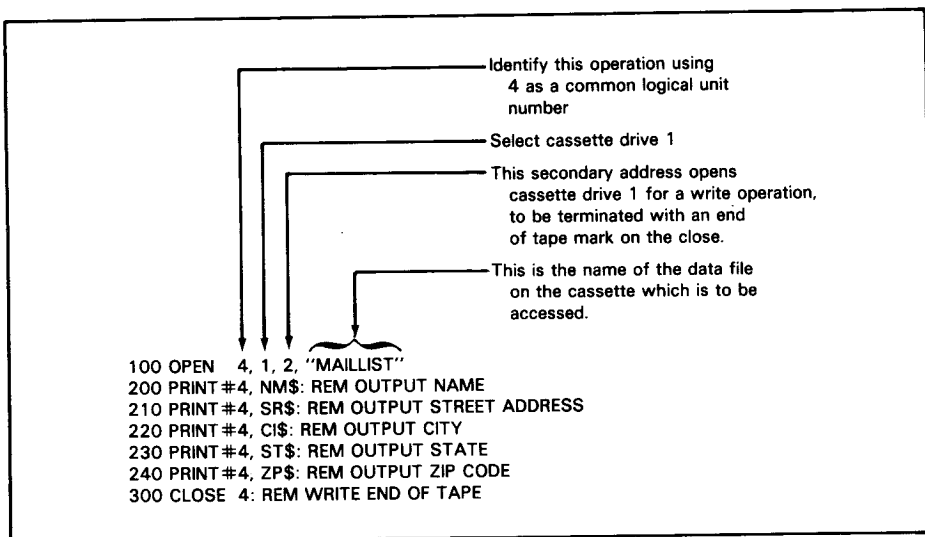 Identify this operation using
4 as a common logical unit
number
Select cassette drive 1
This secondary address opens
cassette drive 1 for a write operation,
to be terminated with an end
of tape mark on the close.
This is the name of the data file
on the cassette which is to be
accessed.
100 OPEN 4, 1, 2, "MAILLIST"
200 PRINT#4, NM$: REM OUTPUT NAME
210 PRINT#4, SR$: REM OUTPUT STREET ADDRESS
220 PRINT#4, CI$: REM OUTPUT CITY
230 PRINT#4, ST$: REM OUTPUT STATE
240 PRINT#4, ZP$: REM OUTPUT ZIP CODE
300 CLOSE 4: REM WRITE END OF TAPE